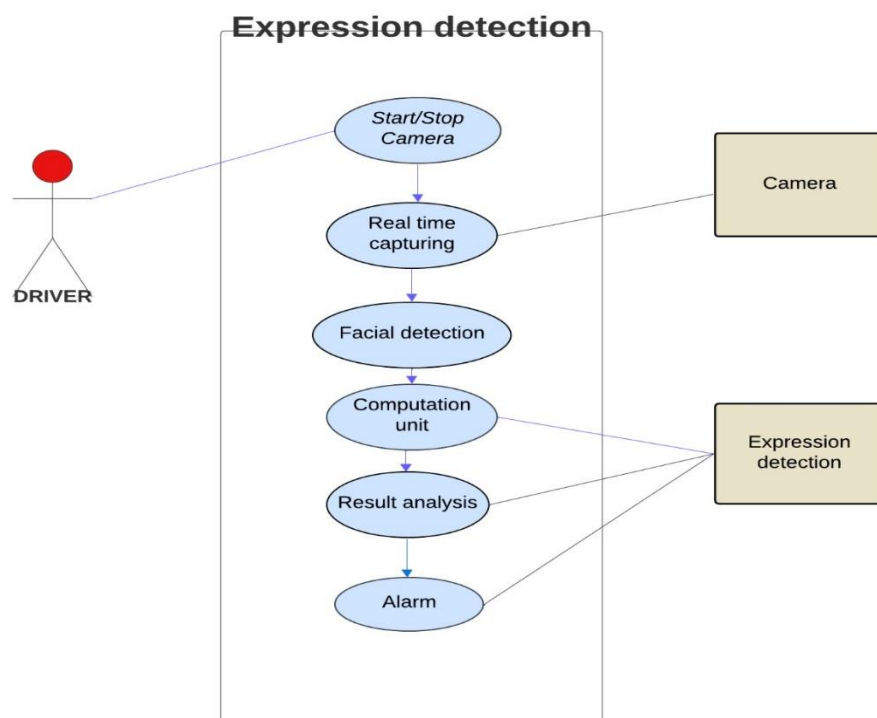 Expression detection
Start/Stop
Camera
Camera
Real time
capturing
DRIVER
Facial detection
Computation
unit
Expression
detection
Result analysis
Alarm